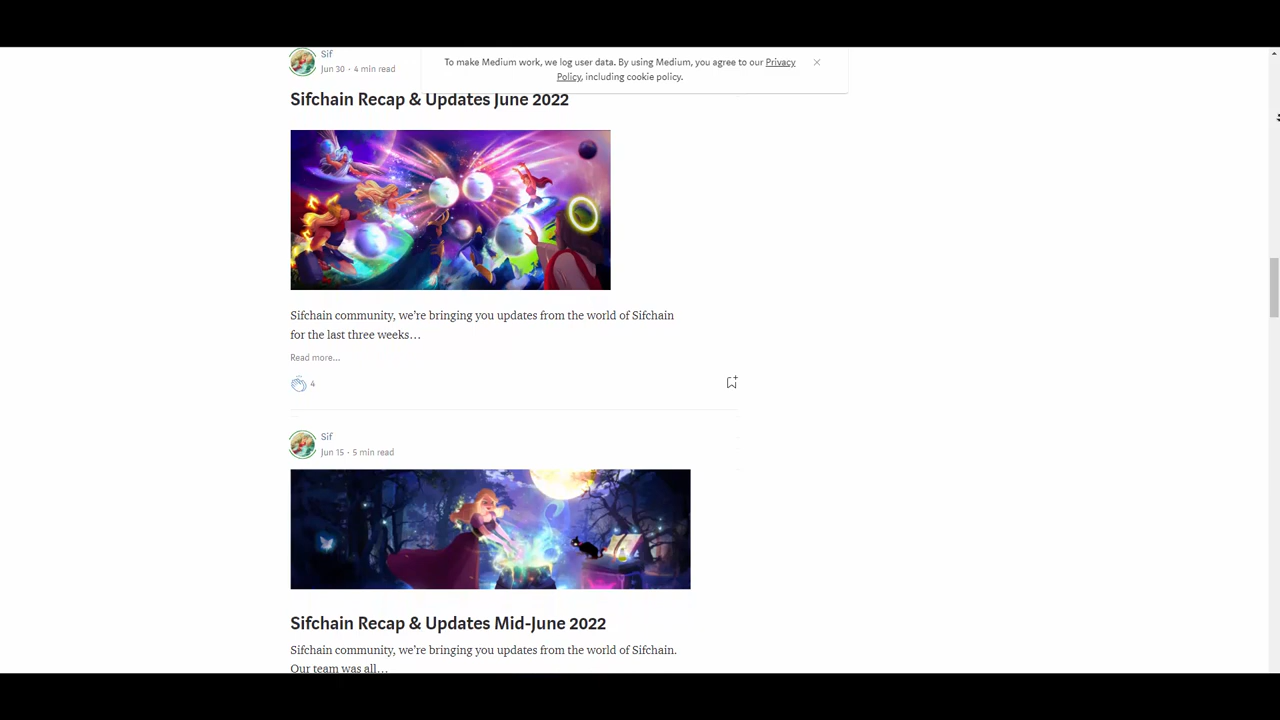 Sif
Jun 30 · 4 min read
To make Medium work, we log user data. By using Medium, you agree to our Privacy
Policy, including cookie policy.
Sifchain Recap & Updates June 2022
Sifchain community, we’re bringing you updates from the world of Sifchain
for the last three weeks…
Read more…
4
Sif
Jun 15 · 5 min read
Sifchain Recap & Updates Mid-June 2022
Sifchain community, we’re bringing you updates from the world of Sifchain.
Our team was all…